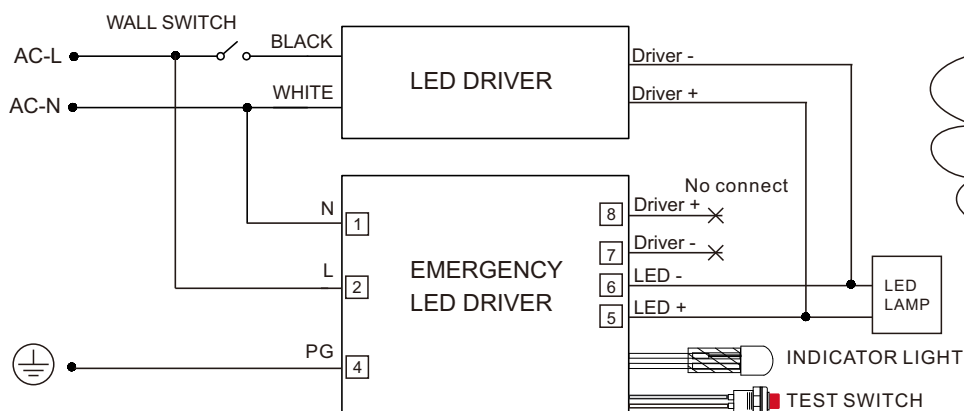 WALL SWITCH
AC-L
BLACK
AC-N
WHITE
LED DRIVER
Driver -
Driver +
N
1
L
2
PG
4
EMERGENCY
LED DRIVER
No connect
8
Driver +
7
Driver -
6
LED -
5
LED +
LED
LAMP
INDICATOR LIGHT
TEST SWITCH